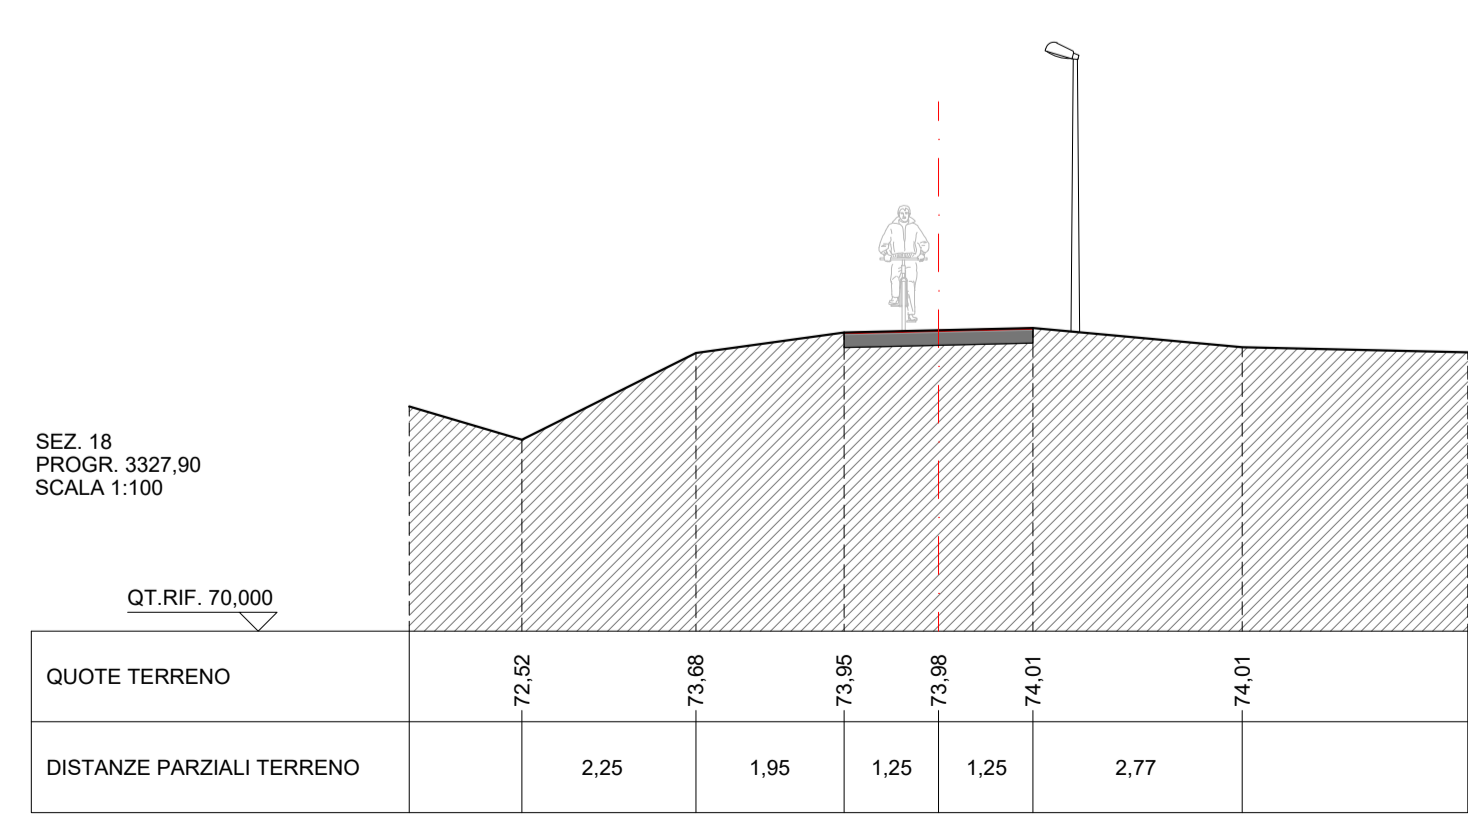 SEZ. 18
PROGR. 3327,90
SCALA 1:100
QT.RIF. 70,000
QUOTE TERRENO
72,52
73,68
73,95
73,98
74,01
74,01
DISTANZE PARZIALI TERRENO
2,25
1,95
1,25
1,25
2,77